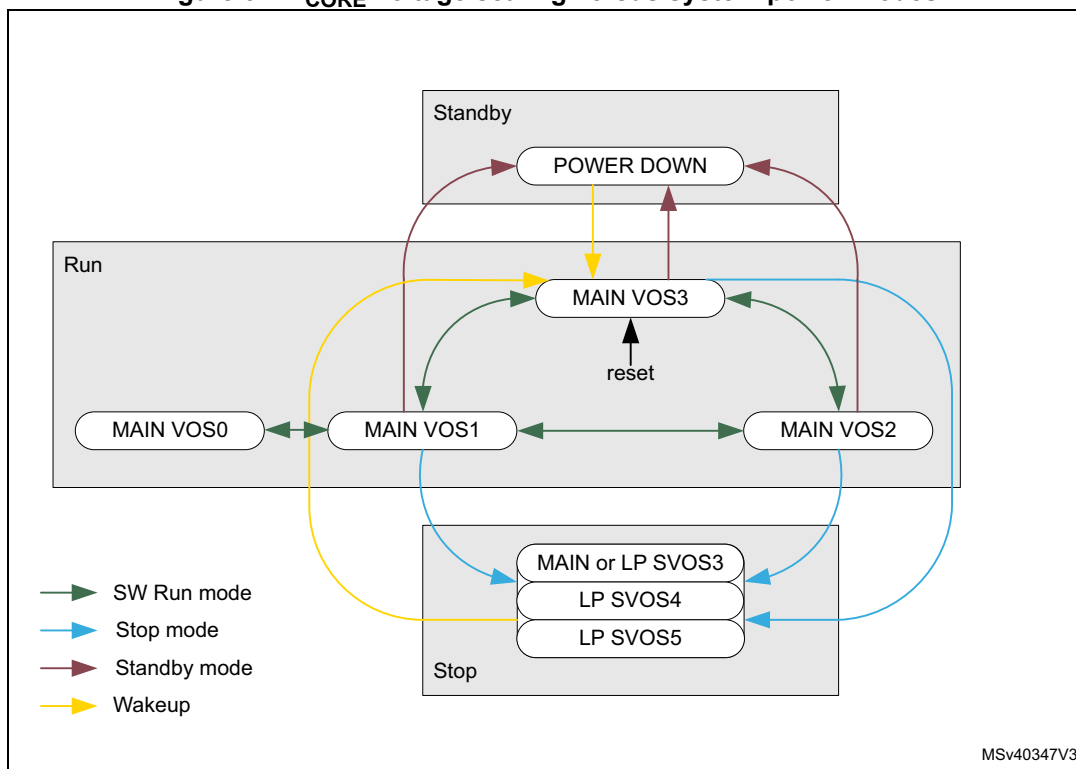 Standby
POWER DOWN
Run
MAIN VOS3
reset
MAIN VOS0
MAIN VOS1
MAIN VOS2
MAIN or LP SVOS3
LP SVOS4
LP SVOS5
Stop
SW Run mode
Stop mode
Standby mode
Wakeup
MSv40347V3